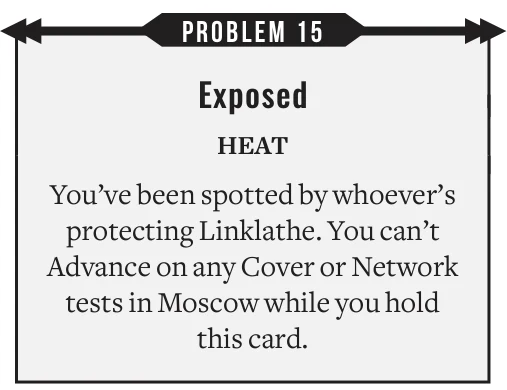 PROBLEM 15
Exposed
HEAT
You’ve been spotted by whoever’s
protecting Linklathe. You can’t
Advance on any Cover or Network
tests in Moscow while you hold
this card.